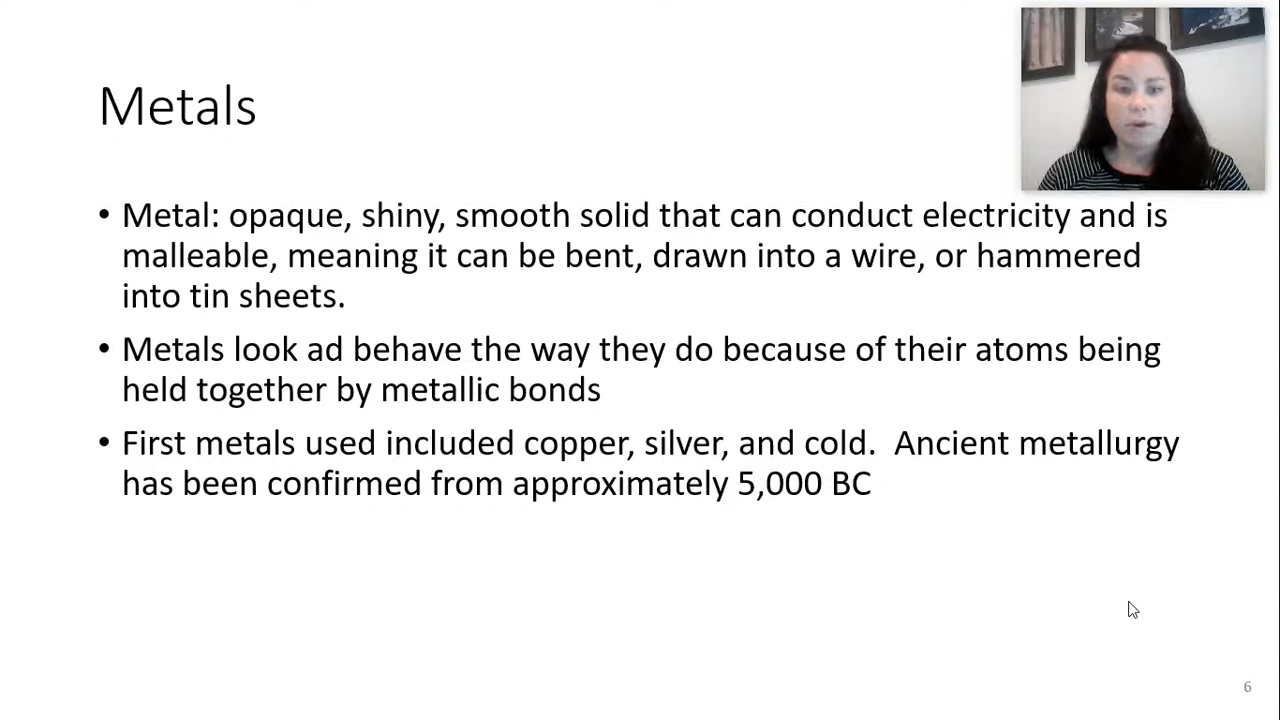 Metals
• Metal: opaque, shiny, smooth solid that can conduct electricity and is
malleable, meaning it can be bent, drawn into a wire, or hammered
into tin sheets.
• Metals look ad behave the way they do because of their atoms being
held together by metallic bonds
• First metals used included copper, silver, and cold.  Ancient metallurgy
has been confirmed from approximately 5,000 BC
6